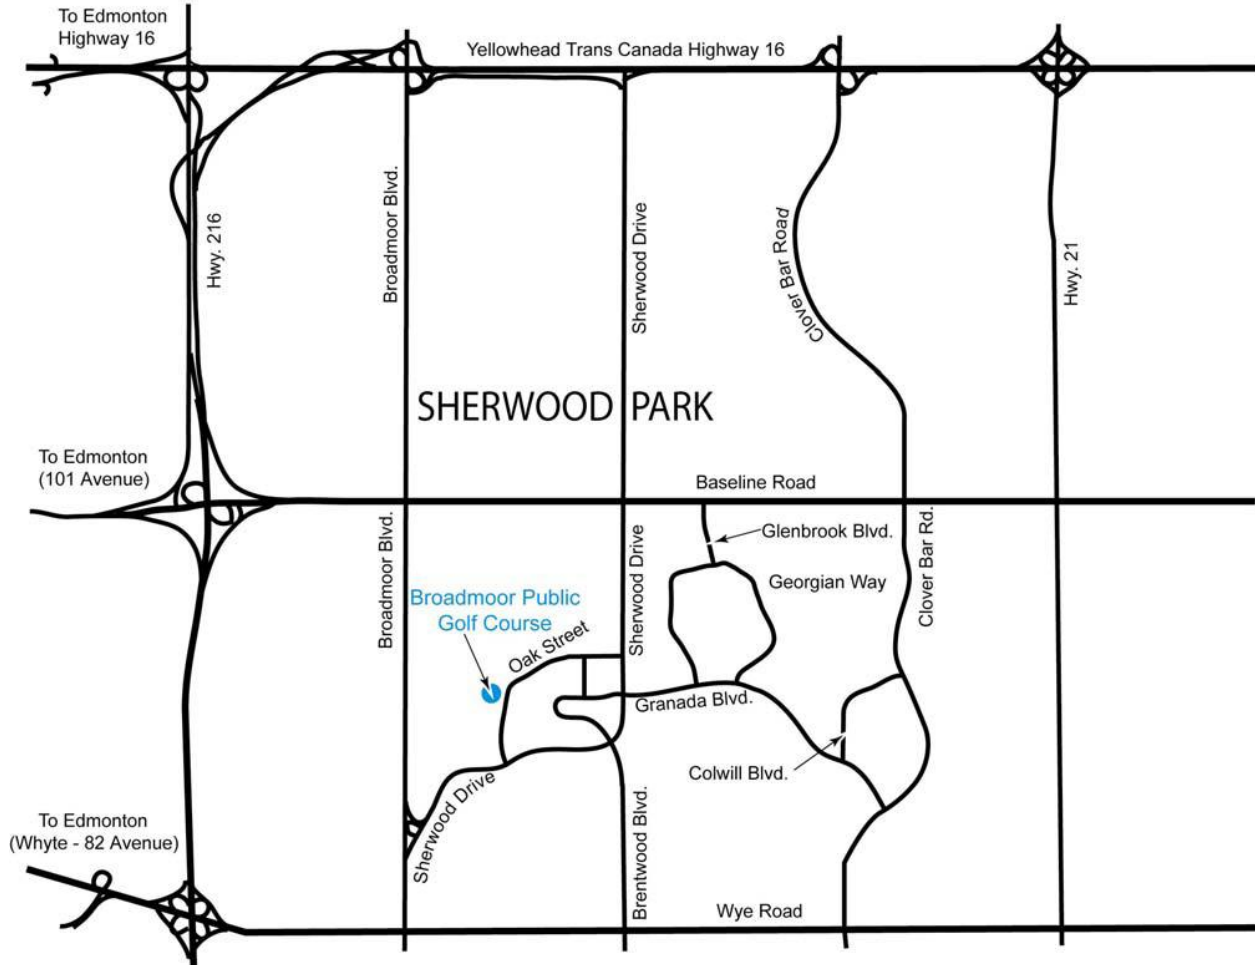 To Edmonton
Highway 16
Yellowhead Trans Canada Highway 16
Hwy. 216
Broadmoor Blvd.
Sherwood Drive
Clover Bar Road
Hwy. 21
SHERWOOD PARK
To Edmonton
(101 Avenue)
Baseline Road
Broadmoor Blvd.
Sherwood Drive
Glenbrook Blvd.
Georgian Way
Clover Bar Rd.
Broadmoor Public
Golf Course
Oak Street
Granada Blvd.
Colwill Blvd.
Sherwood Drive
Brentwood Blvd.
To Edmonton
(Whyte - 82 Avenue)
Wye Road